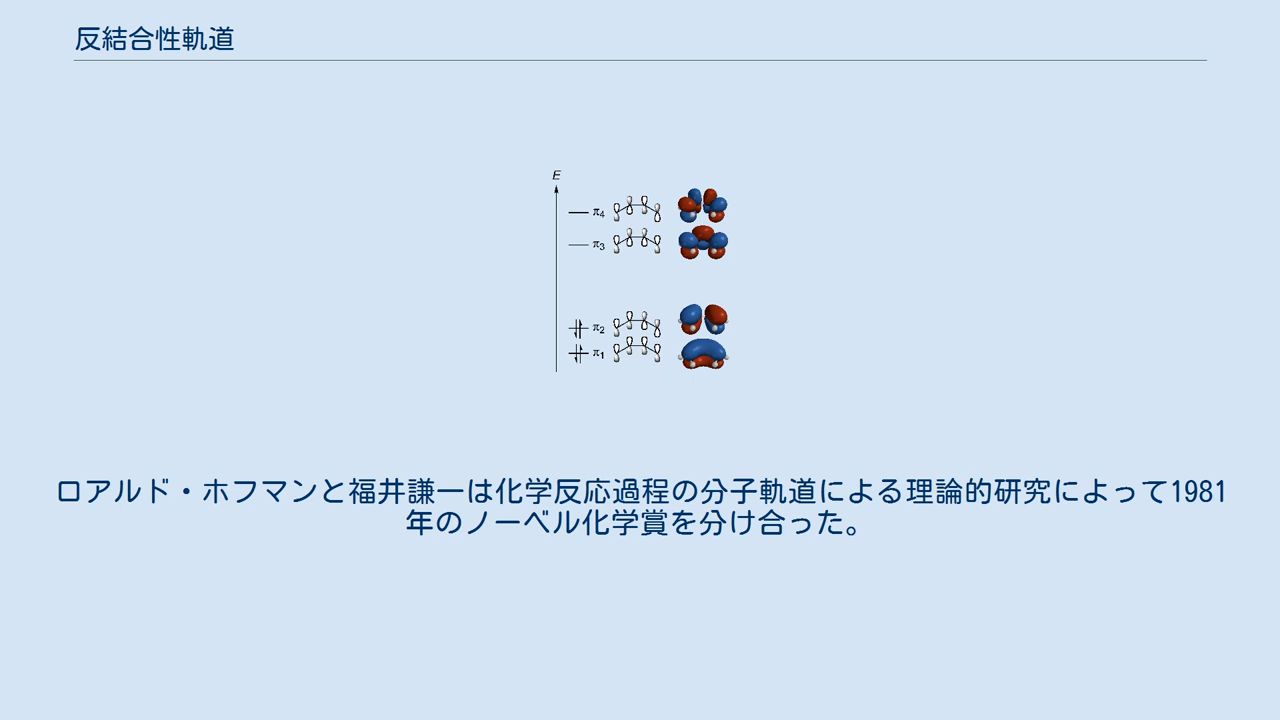 反結合性軌道
E
π4
π3
π2
π1
ロアルド・ホフマンと福井謙一は化学反応過程の分子軌道による理論的研究によって1981
年のノーベル化学賞を分け合った。